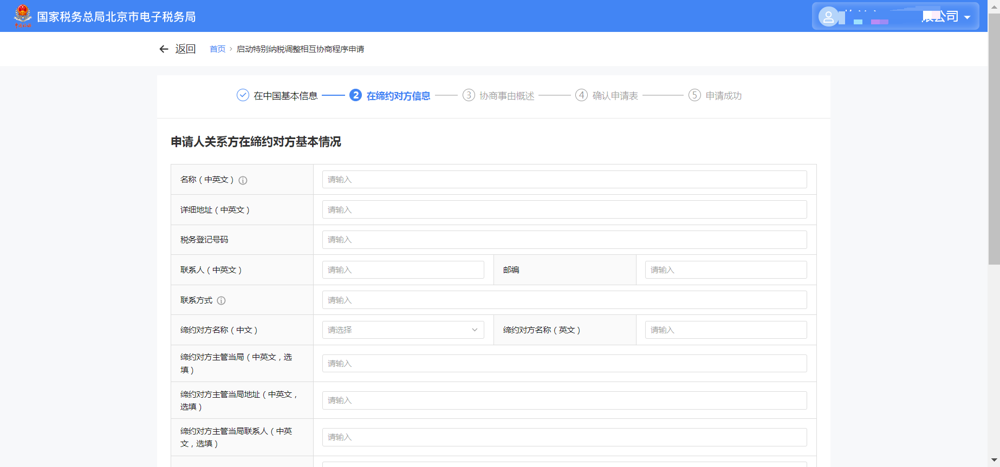 国家税务总局北京市电子税务局
限公司
返回 首页 › 启动特别纳税调整相互协商程序申请
在中国基本信息 2 在缔约对方信息 3 协商事由概述 4 确认申请表 5 申请成功
申请人关系方在缔约对方基本情况
名称（中英文） 请输入
详细地址（中英文） 请输入
税务登记号码 请输入
联系人（中英文） 请输入 邮编 请输入
联系方式 请输入
缔约对方名称（中文） 请选择 缔约对方名称（英文） 请输入
缔约对方主管当局（中英文，选
填） 请输入
缔约对方主管当局地址（中英文，
选填） 请输入
缔约对方主管当局联系人（中英
文，选填） 请输入